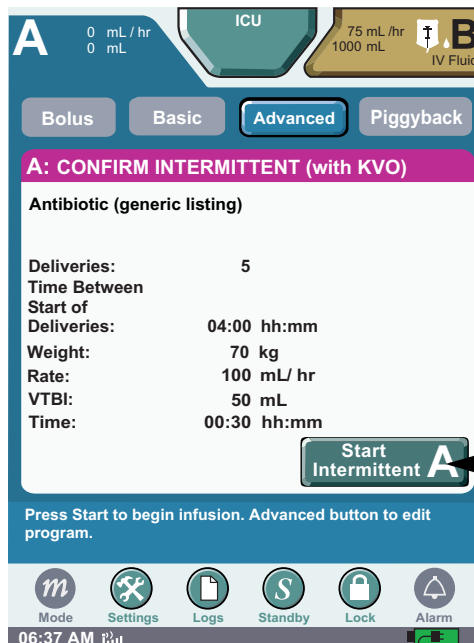 A
0 mL / hr
0 mL
ICU
75 mL /hr
1000 mL
B
IV Fluid
Bolus
Basic
Advanced
Piggyback
A: CONFIRM INTERMITTENT (with KVO)
Antibiotic (generic listing)
Deliveries: 5
Time Between
Start of
Deliveries: 04:00 hh:mm
Weight: 70 kg
Rate: 100 mL/ hr
VTBI: 50 mL
Time: 00:30 hh:mm
Start
Intermittent A
Press Start to begin infusion. Advanced button to edit
program.
m
S
Mode Settings Logs Standby Lock Alarm
06:37 AM